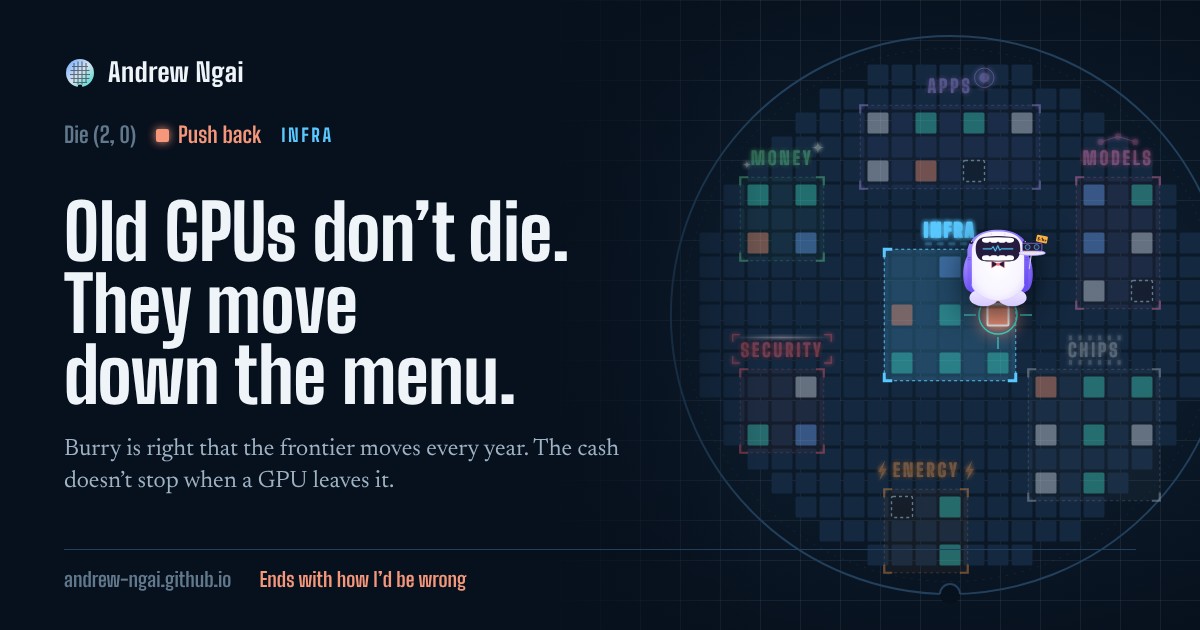 Andrew Ngai
Die (2, 0) Push back INFRA
Old GPUs don’t die.
They move
down the menu.
Burry is right that the frontier moves every year. The cash
doesn’t stop when a GPU leaves it.
andrew-ngai.github.io Ends with how I’d be wrong
APPS
MONEY
MODELS
INFRA
SECURITY
CHIPS
ENERGY